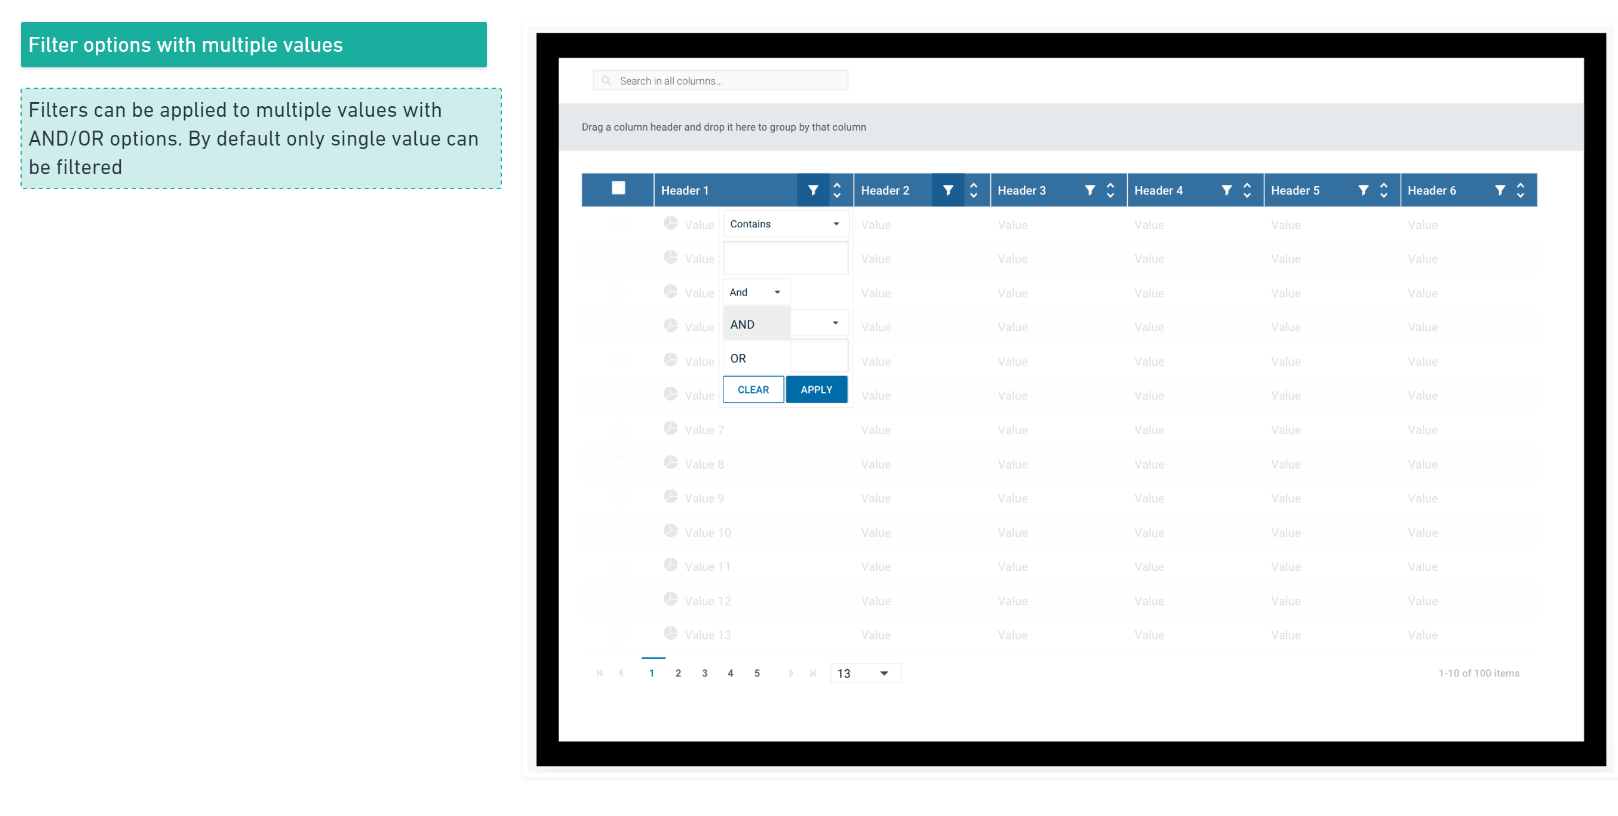 Filter options with multiple values
Filters can be applied to multiple values with
AND/OR options. By default only single value can
be filtered
Search in all columns...
Drag a column header and drop it here to group by that column
Header 1 Header 2 Header 3 Header 4 Header 5 Header 6
Value Contains Value Value Value Value Value
Value Value Value Value Value Value
Value And Value Value Value Value Value
Value AND Value Value Value Value Value
Value OR Value Value Value Value Value
Value CLEAR APPLY Value Value Value Value Value
Value 7 Value Value Value Value Value
Value 8 Value Value Value Value Value
Value 9 Value Value Value Value Value
Value 10 Value Value Value Value Value
Value 11 Value Value Value Value Value
Value 12 Value Value Value Value Value
Value 13 Value Value Value Value Value
1 2 3 4 5 13 1-10 of 100 items